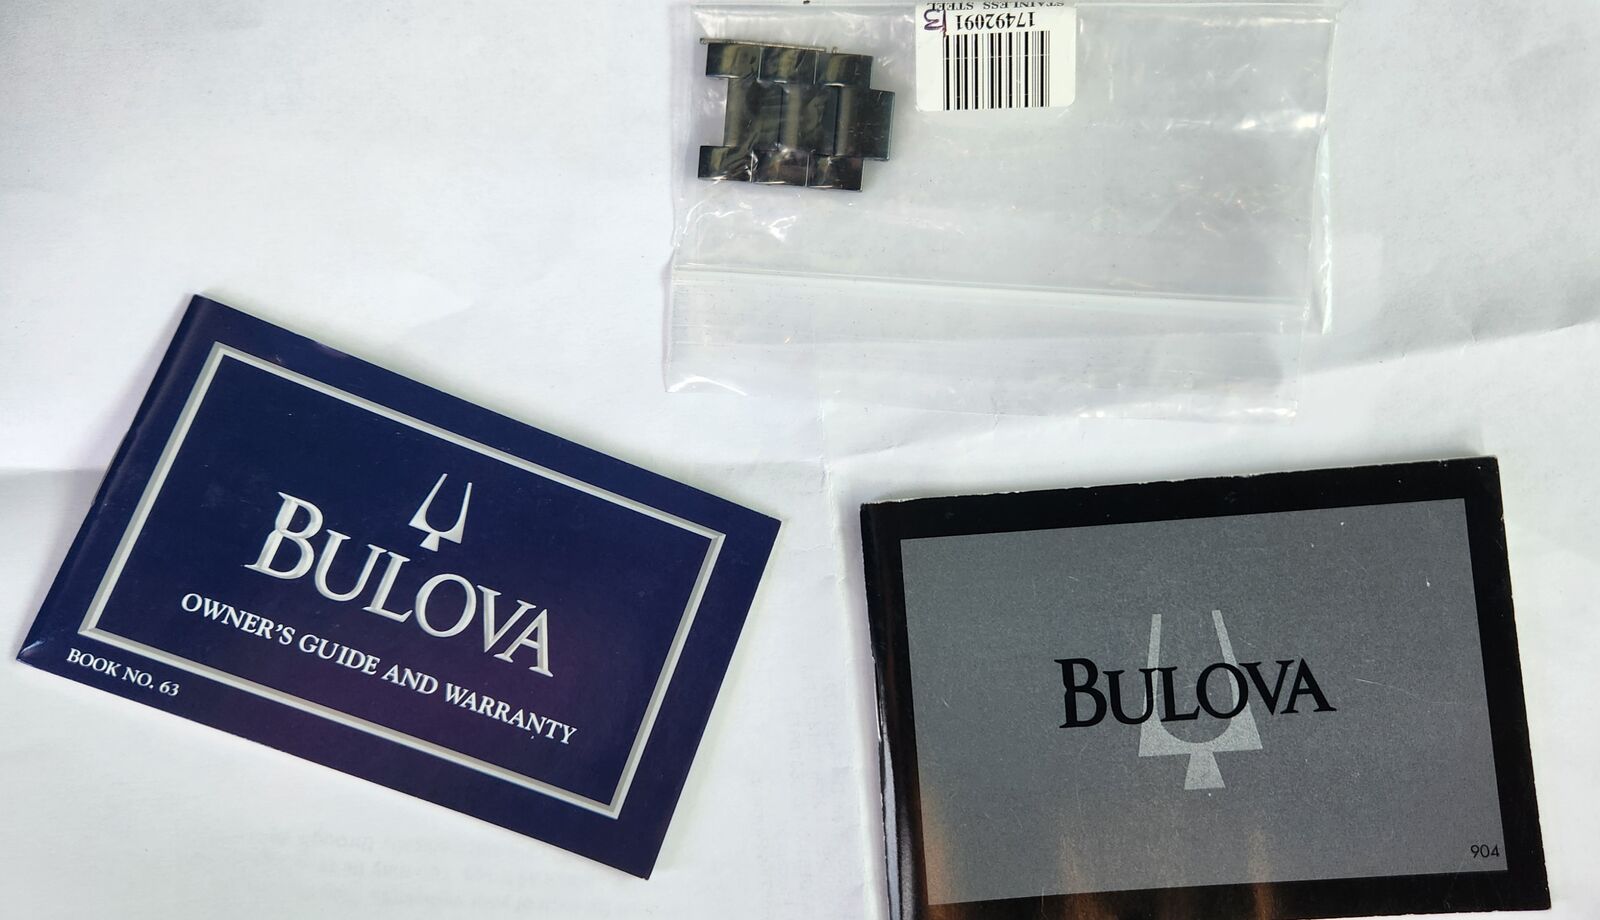 STAINLESS STEEL
17492091
13
BULOVA
OWNER'S GUIDE AND WARRANTY
BOOK NO. 63
BULOVA
904